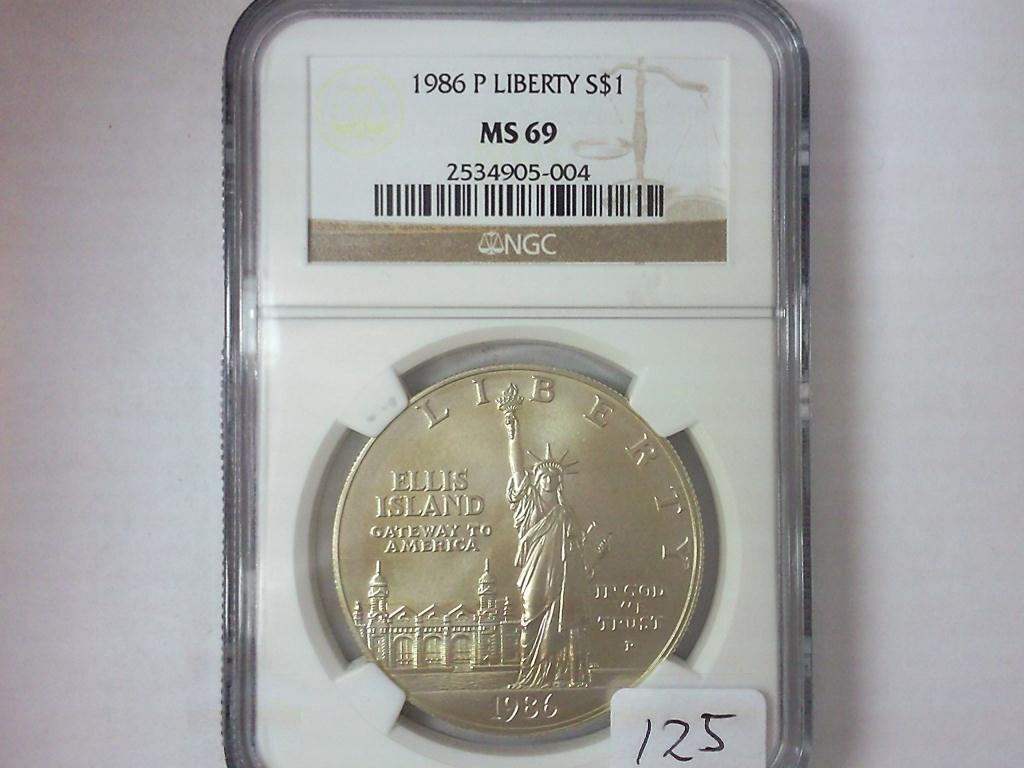 1986 P LIBERTY S$1
MS 69
2534905-004
NGC
LIBERTY
ELLIS
ISLAND
GATEWAY TO
AMERICA
IN GOD
WE
TRUST
P
1986
125